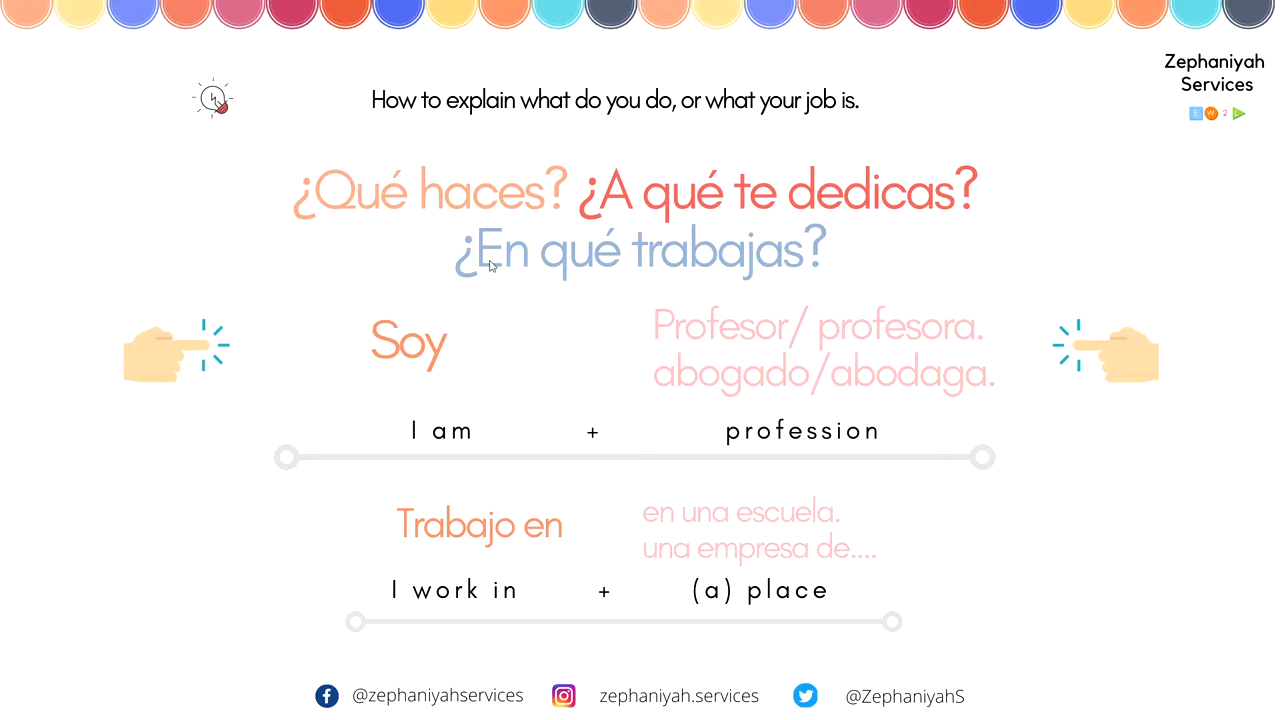 Zephaniyah
Services
E W 2 L
How to explain what do you do, or what your job is.
¿Qué haces? ¿A qué te dedicas?
¿En qué trabajas?
Soy
Profesor/ profesora.
abogado/abodaga.
I am + profession
Trabajo en
en una escuela.
una empresa de....
I work in + (a) place
@zephaniyahservices zephaniyah.services @ZephaniyahS